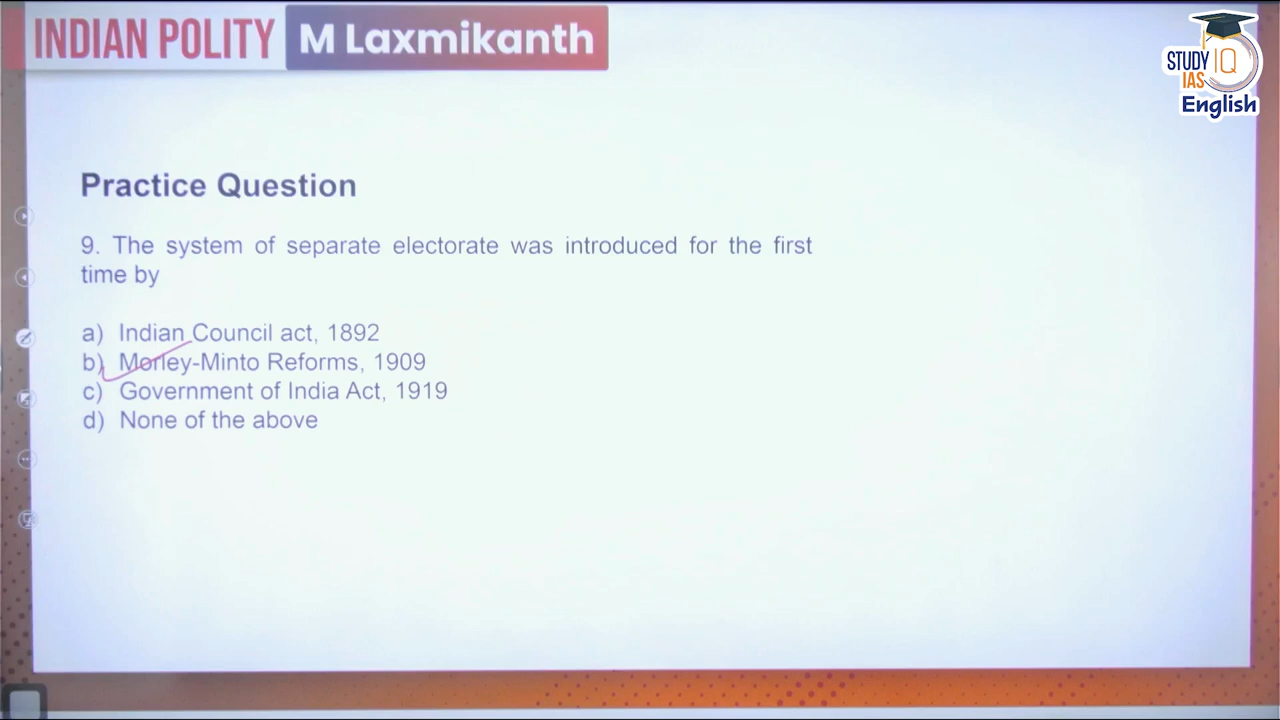 INDIAN POLITY M Laxmikanth
STUDY IQ
IAS
English
Practice Question
9. The system of separate electorate was introduced for the first
time by
a) Indian Council act, 1892
b) Morley-Minto Reforms, 1909
c) Government of India Act, 1919
d) None of the above